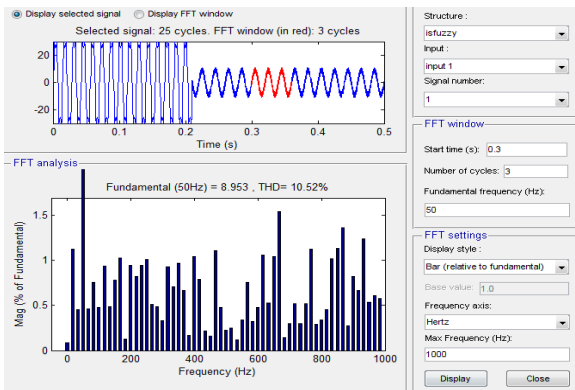 Display selected signal
Display FFT window
Selected signal: 25 cycles. FFT window (in red): 3 cycles
20
0
-20
0
0.1
0.2
0.3
0.4
0.5
Time (s)
FFT analysis
Fundamental (50Hz) = 8.953 , THD= 10.52%
1.5
1
0.5
0
Mag (% of Fundamental)
0
200
400
600
800
1000
Frequency (Hz)
Structure :
isfuzzy
Input :
input 1
Signal number:
1
FFT window
Start time (s): 0.3
Number of cycles: 3
Fundamental frequency (Hz):
50
FFT settings
Display style :
Bar (relative to fundamental)
Base value: 1.0
Frequency axis:
Hertz
Max Frequency (Hz):
1000
Display
Close